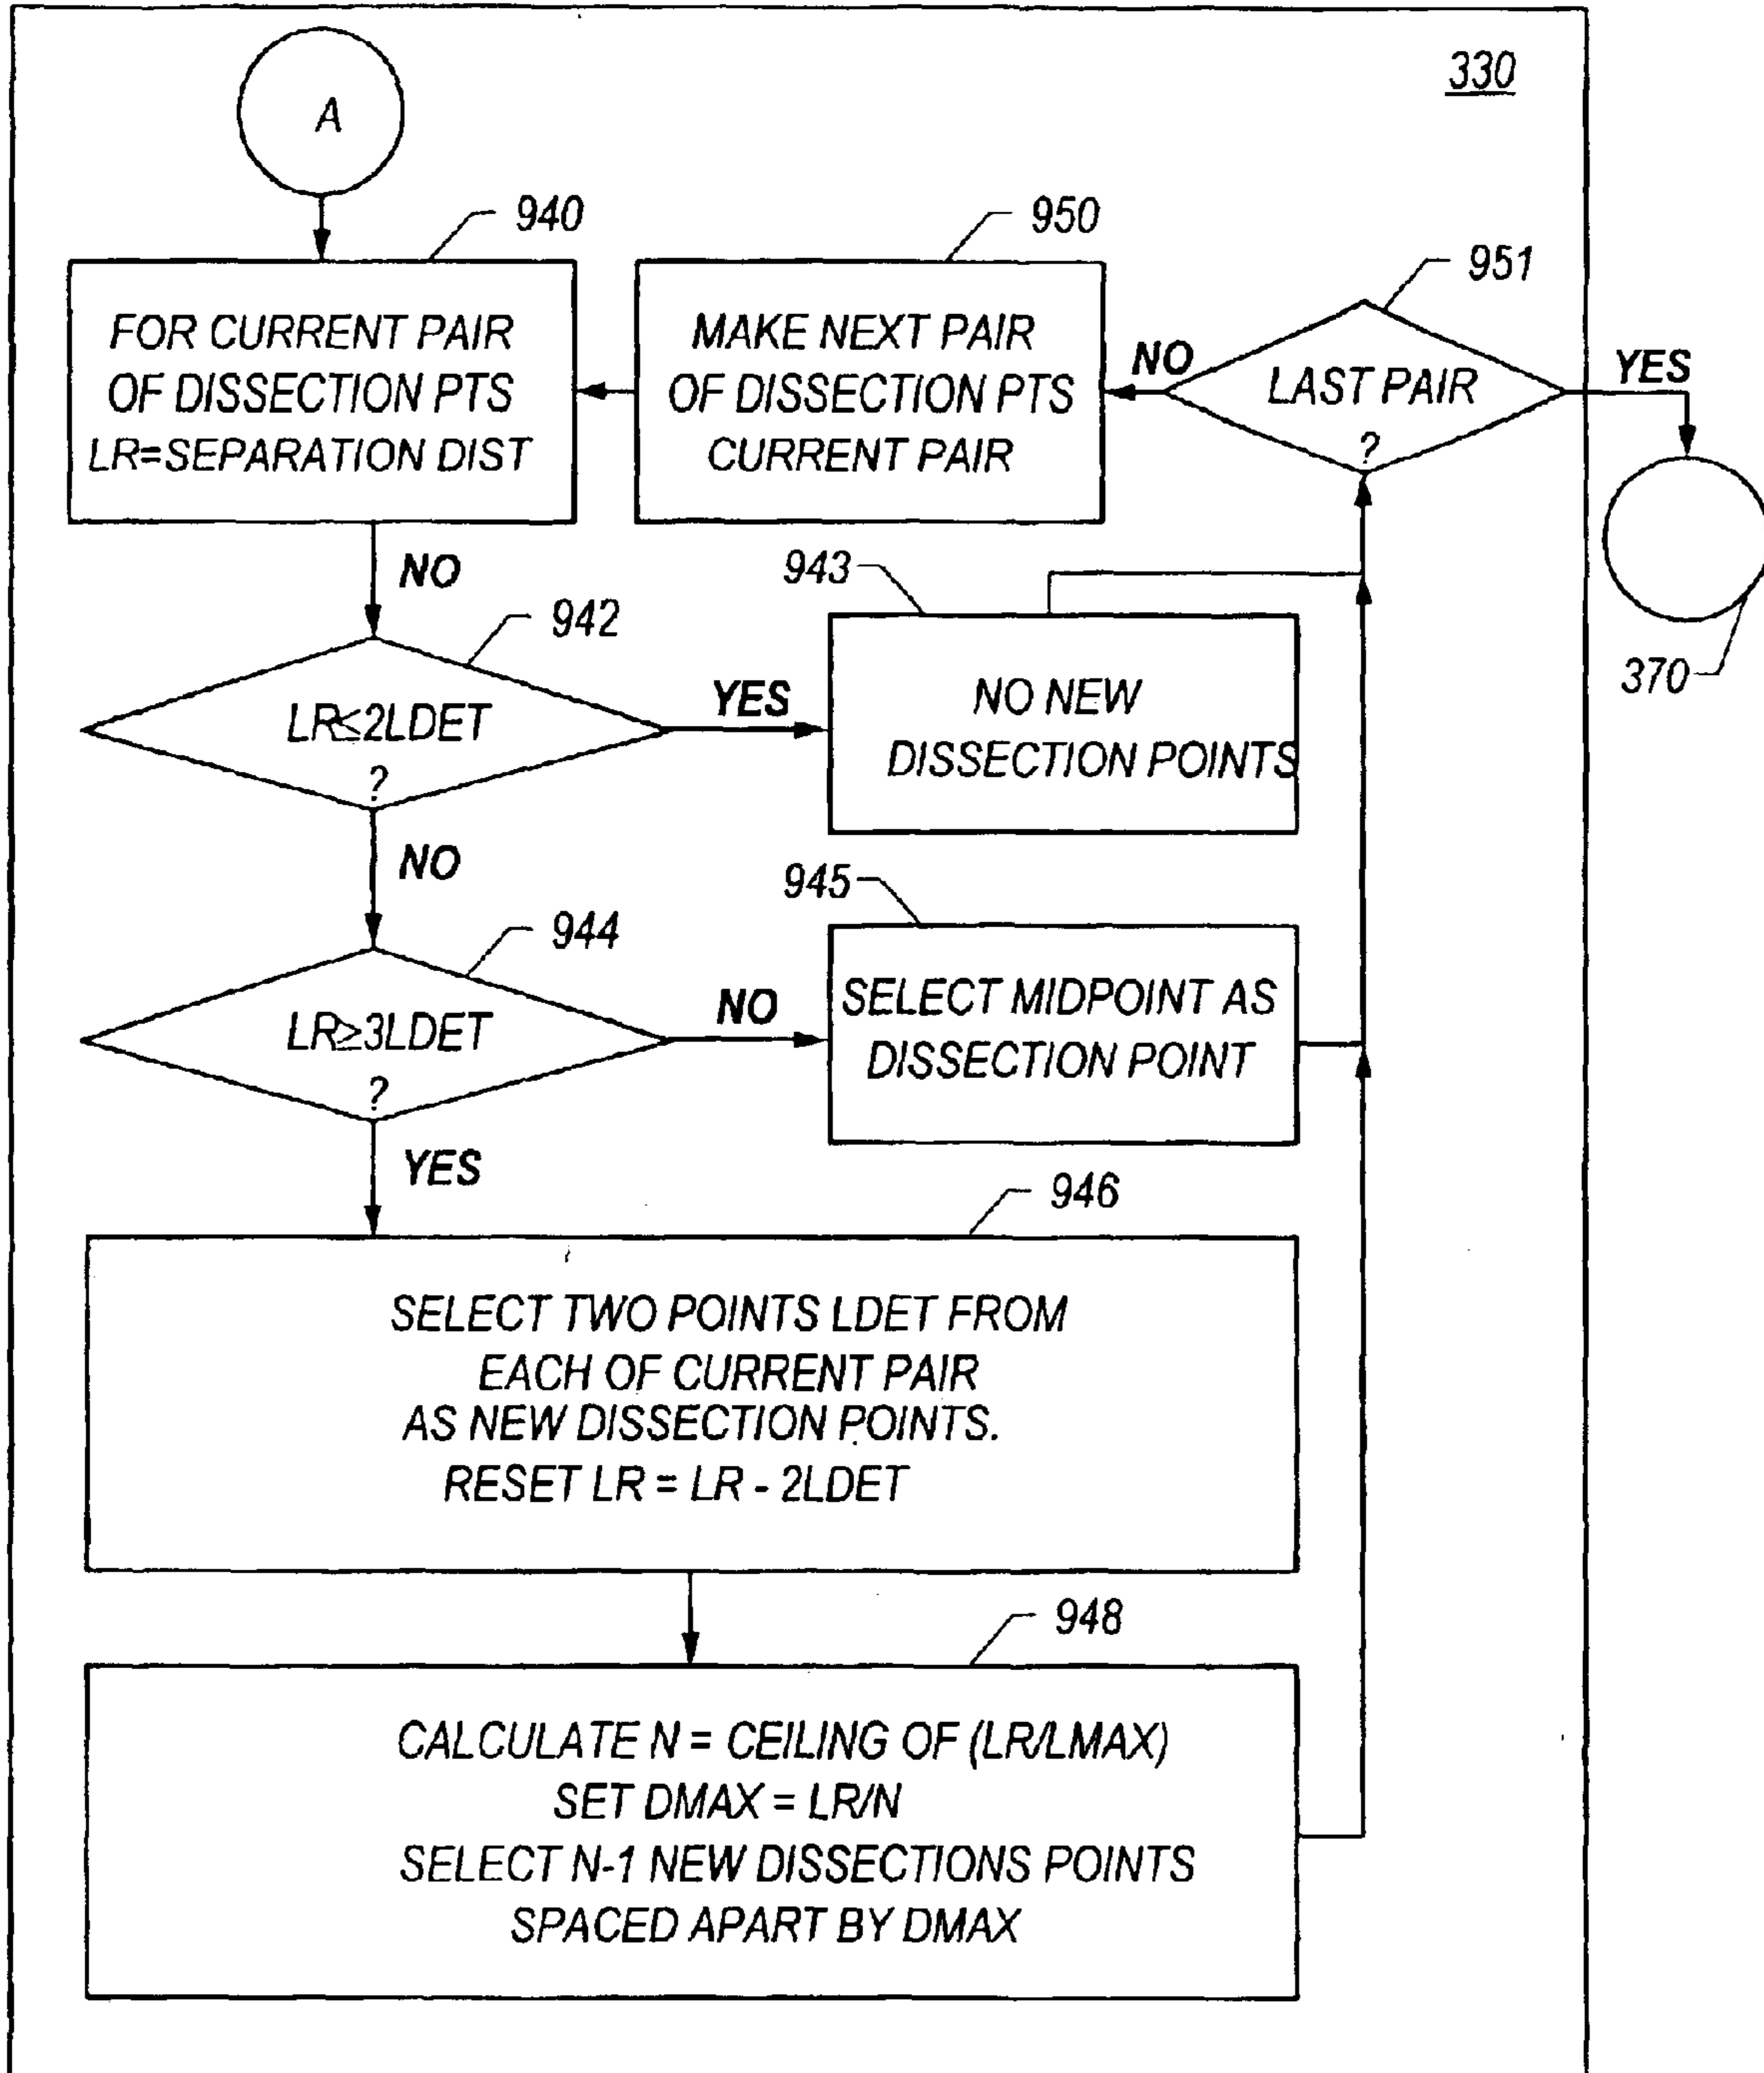 330
A
940
FOR CURRENT PAIR
OF DISSECTION PTS
LR=SEPARATION DIST
950
MAKE NEXT PAIR
OF DISSECTION PTS
CURRENT PAIR
951
LAST PAIR
?
NO
YES
370
NO
942
LR≤2LDET
?
YES
943
NO NEW
DISSECTION POINTS
NO
944
LR≥3LDET
?
NO
945
SELECT MIDPOINT AS
DISSECTION POINT
YES
946
SELECT TWO POINTS LDET FROM
EACH OF CURRENT PAIR
AS NEW DISSECTION POINTS.
RESET LR = LR - 2LDET
948
CALCULATE N = CEILING OF (LR/LMAX)
SET DMAX = LR/N
SELECT N-1 NEW DISSECTIONS POINTS
SPACED APART BY DMAX